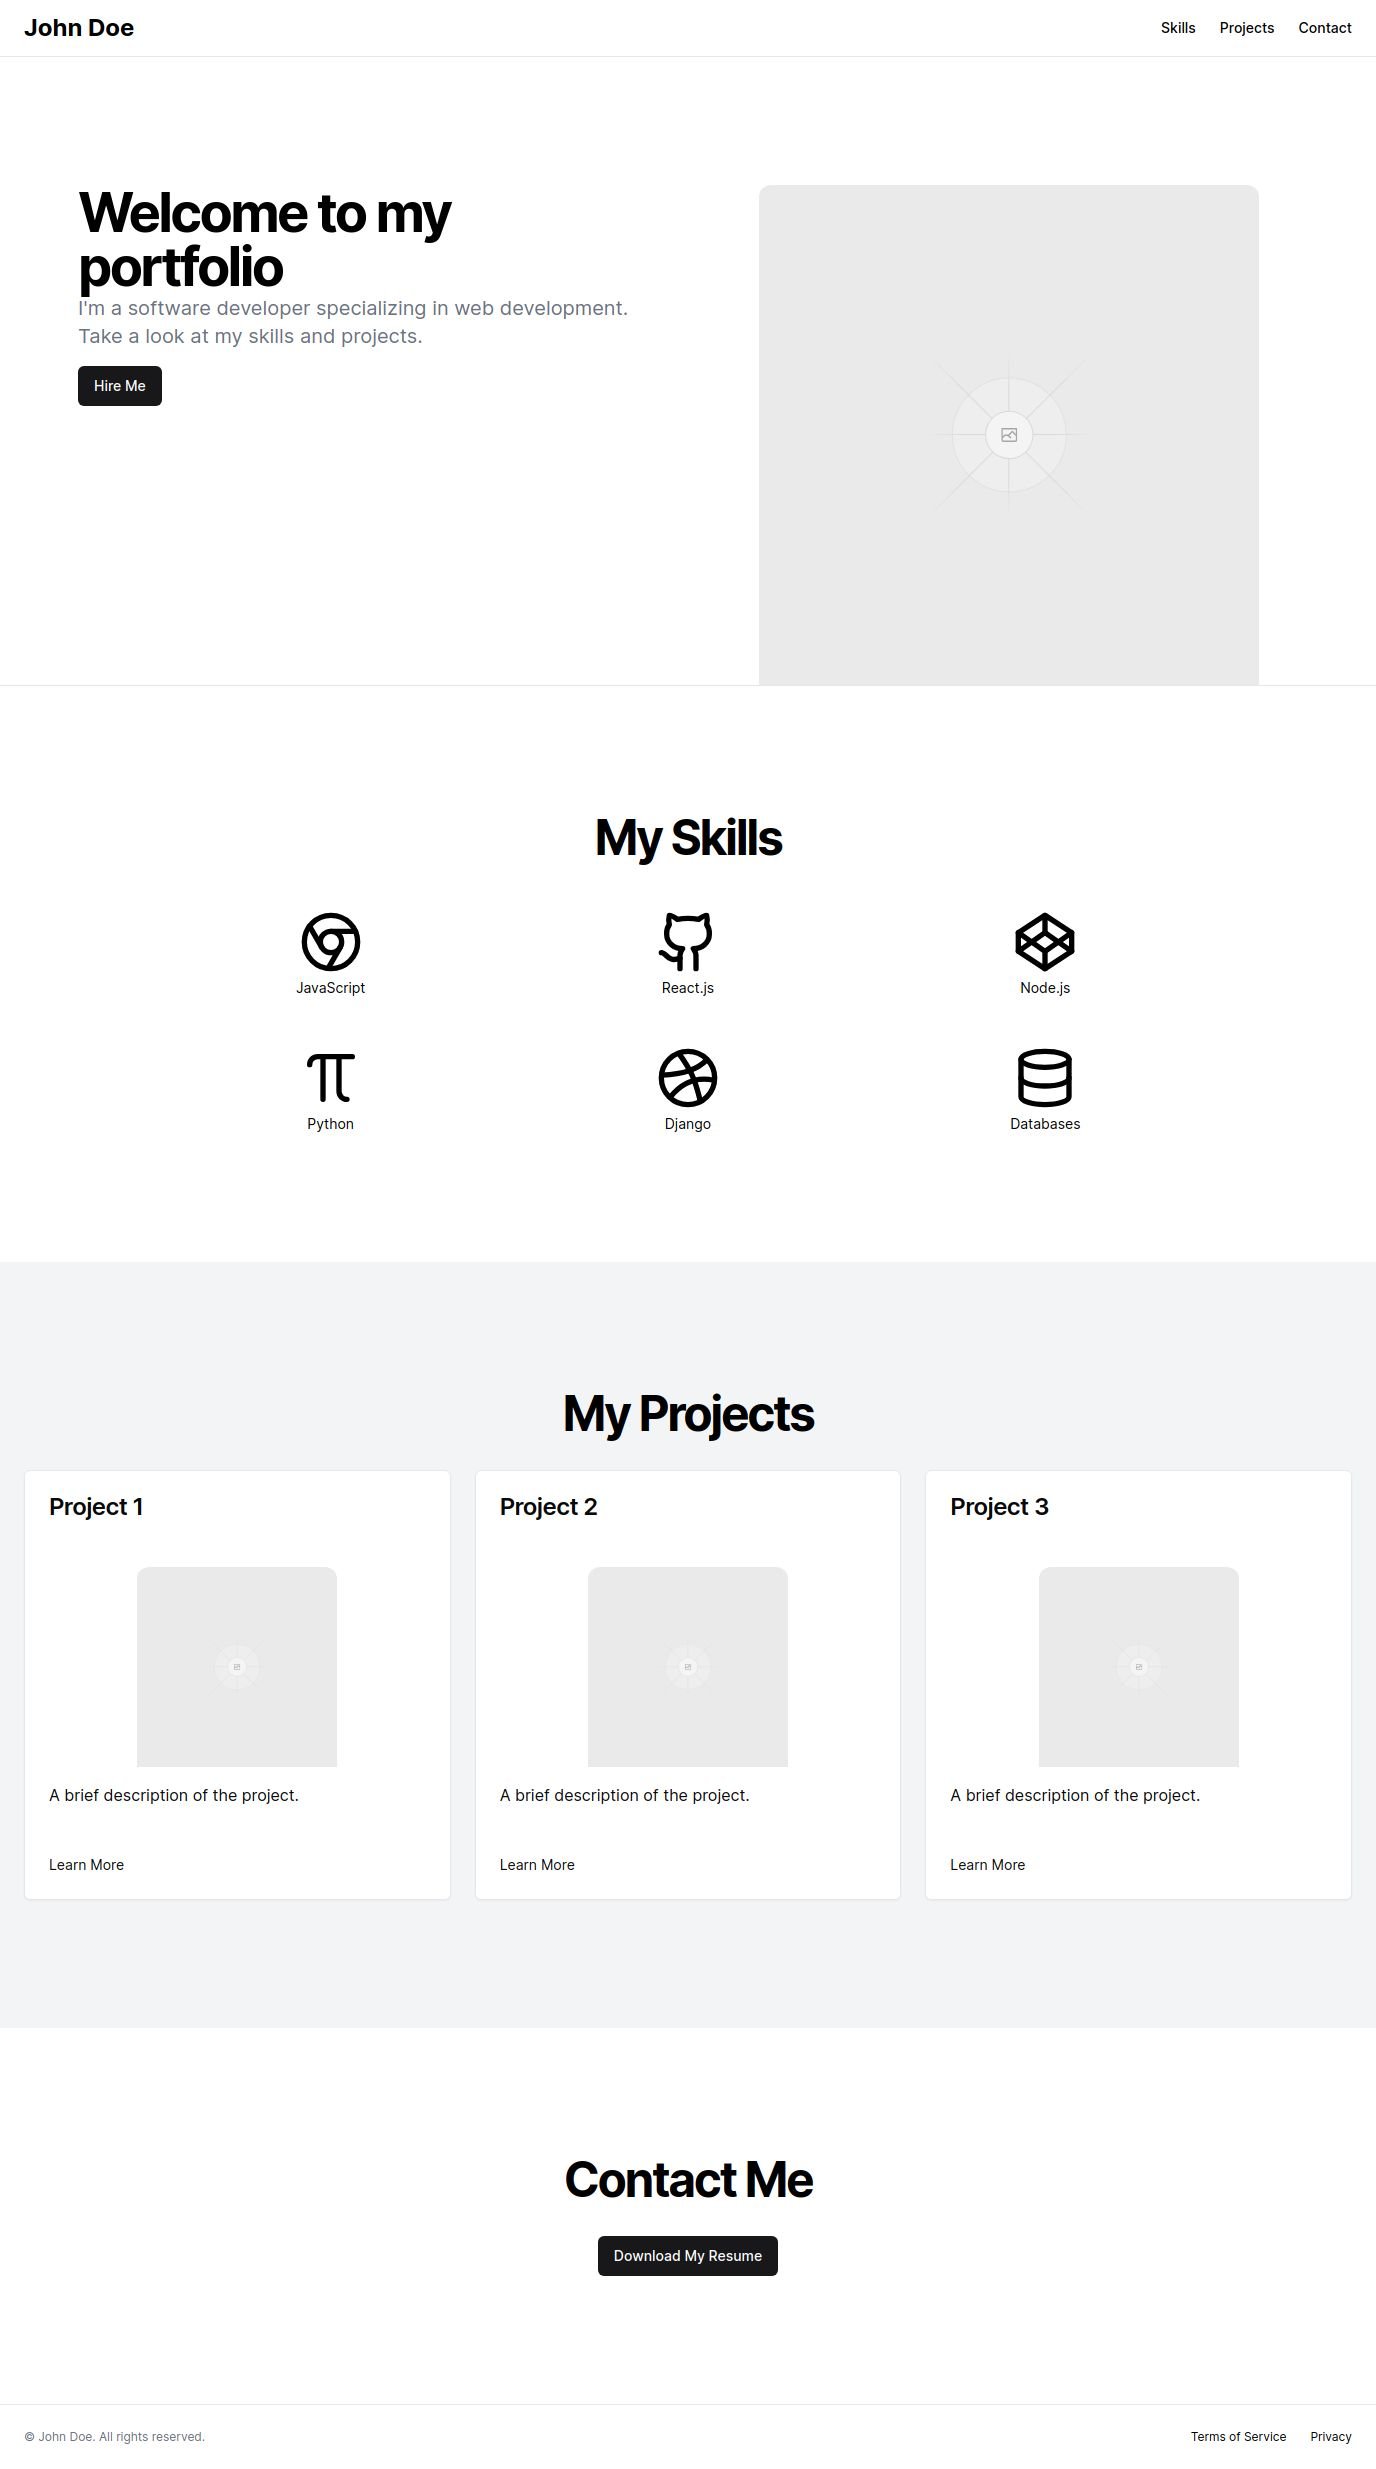 John Doe
Skills Projects Contact
Welcome to my
portfolio
I'm a software developer specializing in web development.
Take a look at my skills and projects.
Hire Me
My Skills
JavaScript
React.js
Node.js
Python
Django
Databases
My Projects
Project 1
A brief description of the project.
Learn More
Project 2
A brief description of the project.
Learn More
Project 3
A brief description of the project.
Learn More
Contact Me
Download My Resume
© John Doe. All rights reserved.
Terms of Service Privacy